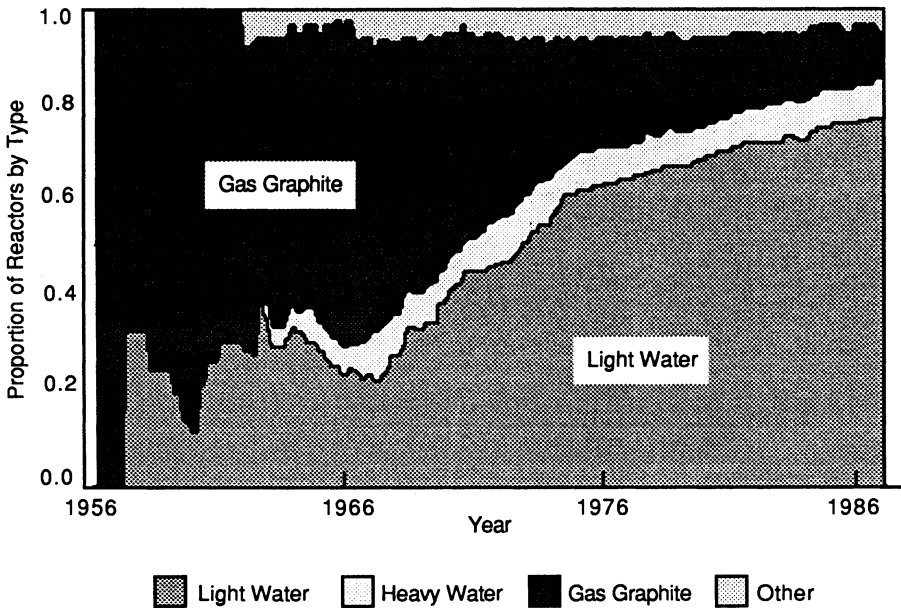 Proportion of Reactors by Type
1.0
0.8
0.6
0.4
0.2
0.0
Gas Graphite
Light Water
1956 1966 1976 1986
Year
Light Water Heavy Water Gas Graphite Other